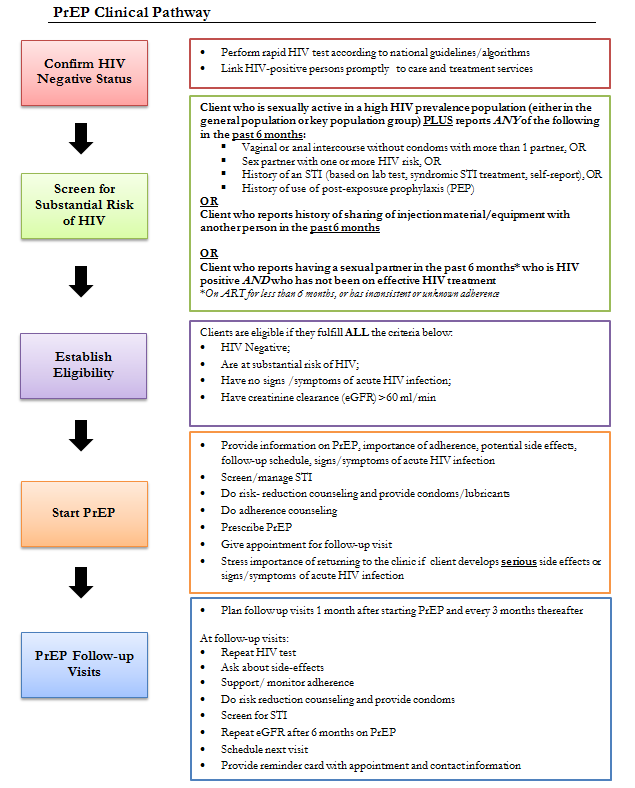 PrEP Clinical Pathway
Confirm HIV
Negative Status
• Perform rapid HIV test according to national guidelines/algorithms
• Link HIV-positive persons promptly to care and treatment services
Screen for
Substantial Risk
of HIV
Client who is sexually active in a high HIV prevalence population (either in the
general population or key population group) PLUS reports ANY of the following
in the past 6 months:
▪ Vaginal or anal intercourse without condoms with more than 1 partner, OR
▪ Sex partner with one or more HIV risk, OR
▪ History of an STI (based on lab test, syndromic STI treatment, self-report), OR
▪ History of use of post-exposure prophylaxis (PEP)
OR
Client who reports history of sharing of injection material/equipment with
another person in the past 6 months
OR
Client who reports having a sexual partner in the past 6 months* who is HIV
positive AND who has not been on effective HIV treatment
*On ART for less than 6 months, or has inconsistent or unknown adherence
Establish
Eligibility
Clients are eligible if they fulfill ALL the criteria below:
• HIV Negative;
• Are at substantial risk of HIV;
• Have no signs /symptoms of acute HIV infection;
• Have creatinine clearance (eGFR) >60 ml/min
Start PrEP
• Provide information on PrEP, importance of adherence, potential side effects,
follow-up schedule, signs/symptoms of acute HIV infection
• Screen/manage STI
• Do risk- reduction counseling and provide condoms/lubricants
• Do adherence counseling
• Prescribe PrEP
• Give appointment for follow-up visit
• Stress importance of returning to the clinic if client develops serious side effects or
signs/symptoms of acute HIV infection
PrEP Follow-up
Visits
• Plan follow up visits 1 month after starting PrEP and every 3 months thereafter
At follow-up visits:
• Repeat HIV test
• Ask about side-effects
• Support/ monitor adherence
• Do risk reduction counseling and provide condoms
• Screen for STI
• Repeat eGFR after 6 months on PrEP
• Schedule next visit
• Provide reminder card with appointment and contact information